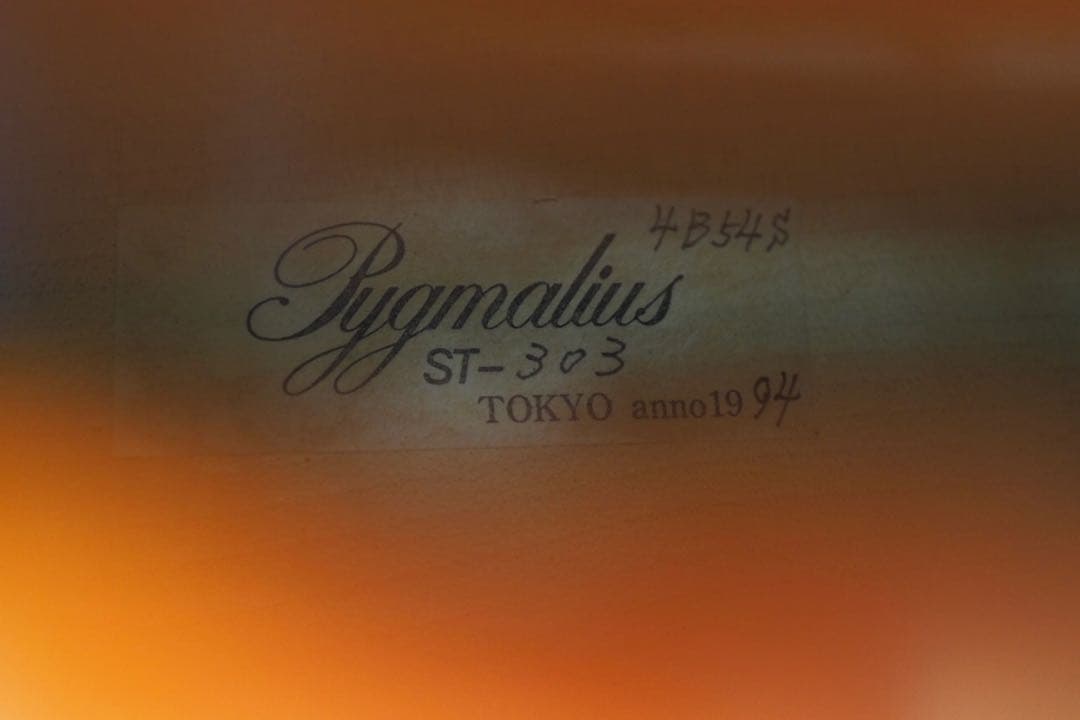 4B54S
Pygmalius
ST-303
TOKYO anno1994